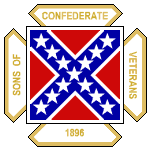 CONFEDERATE
SONS OF
VETERANS
1896